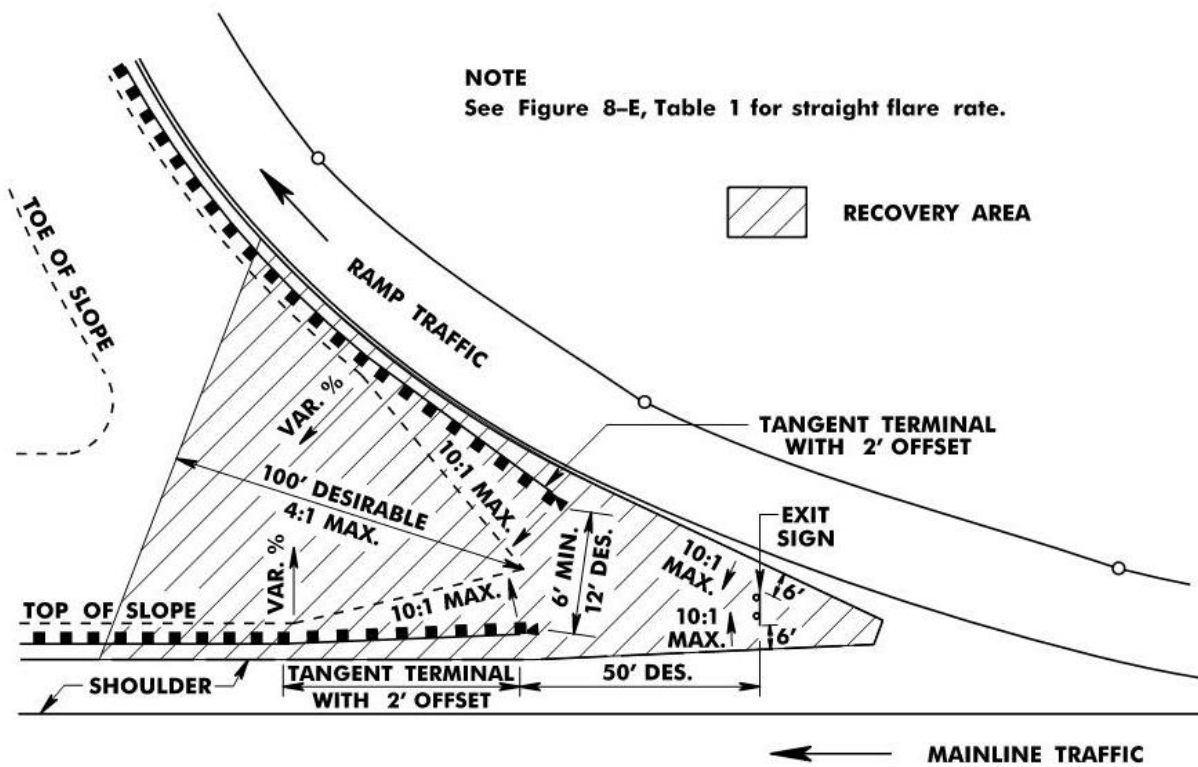 NOTE
See Figure 8-E, Table 1 for straight flare rate.
RECOVERY AREA
TOE OF SLOPE
RAMP TRAFFIC
VAR. %
10:1 MAX.
TANGENT TERMINAL
WITH 2' OFFSET
100' DESIRABLE
4:1 MAX.
EXIT
SIGN
6' MIN.
12' DES.
10:1
MAX.
6'
VAR. %
TOP OF SLOPE
10:1 MAX.
10:1
MAX.
6'
SHOULDER
TANGENT TERMINAL
WITH 2' OFFSET
50' DES.
MAINLINE TRAFFIC